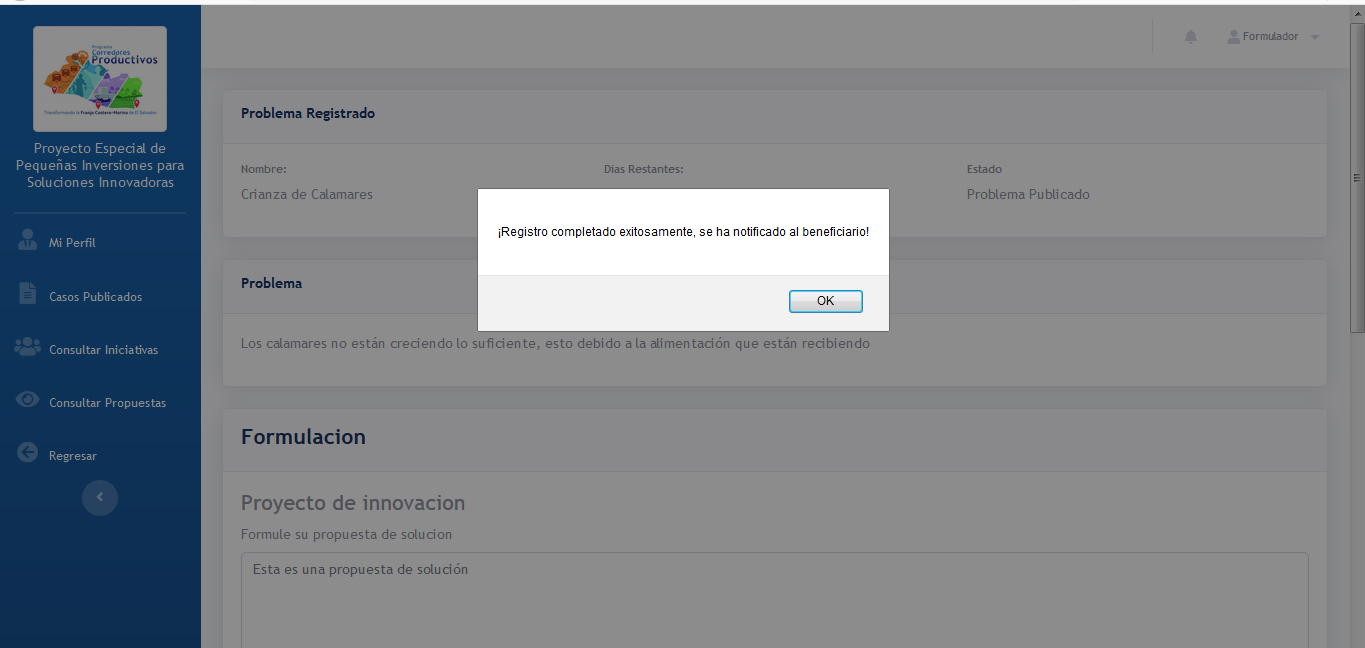 Programa
Corredores
Productivos
Transformando la Franja Costero-Marina de El Salvador
Proyecto Especial de
Pequeñas Inversiones para
Soluciones Innovadoras
Mi Perfil
Casos Publicados
Consultar Iniciativas
Consultar Propuestas
Regresar
Formulador
Problema Registrado
Nombre:
Dias Restantes:
Estado
Crianza de Calamares
Problema Publicado
¡Registro completado exitosamente, se ha notificado al beneficiario!
OK
Problema
Los calamares no están creciendo lo suficiente, esto debido a la alimentación que están recibiendo
Formulacion
Proyecto de innovacion
Formule su propuesta de solucion
Esta es una propuesta de solución